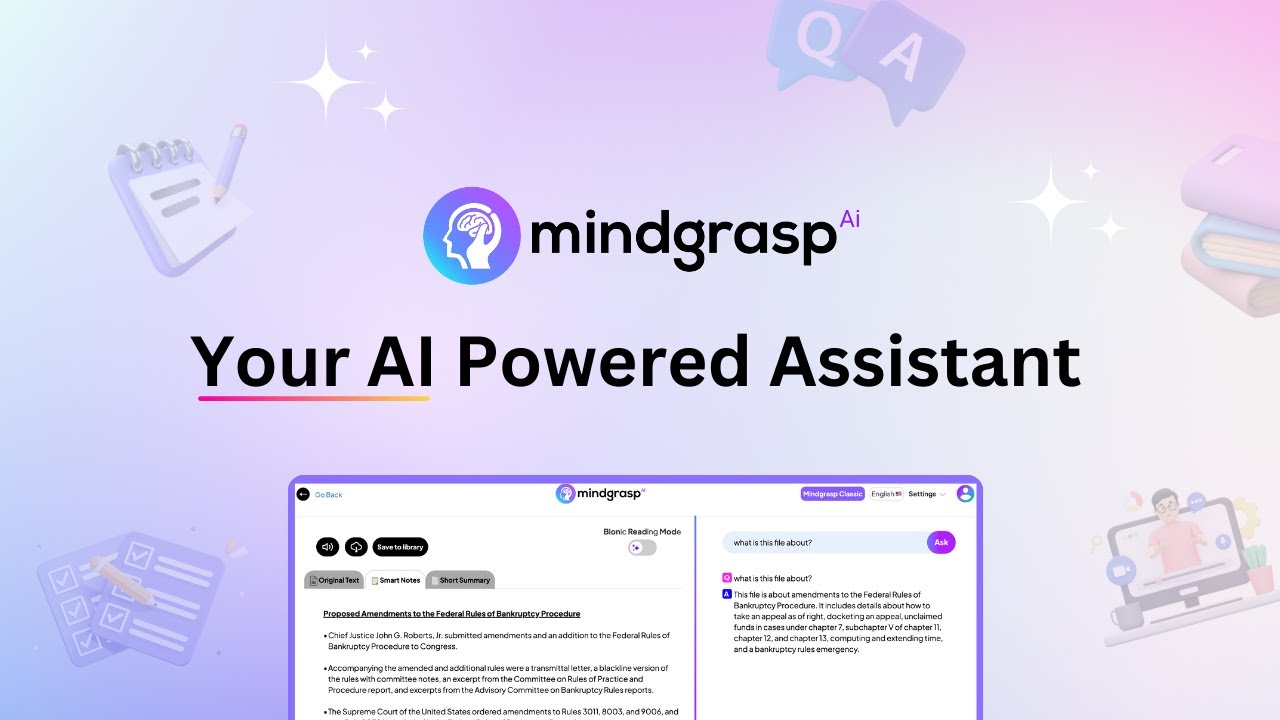 Q A
mindgrasp Ai
Your AI Powered Assistant
Go Back
mindgrasp Ai
Mindgrasp Classic
English
Settings
Bionic Reading Mode
Save to library
what is this file about?
Ask
Original Text
Smart Notes
Short Summary
Proposed Amendments to the Federal Rules of Bankruptcy Procedure
• Chief Justice John G. Roberts, Jr. submitted amendments and an addition to the Federal Rules of
Bankruptcy Procedure to Congress.
• Accompanying the amended and additional rules were a transmittal letter, a blackline version of
the rules with committee notes, an excerpt from the Committee on Rules of Practice and
Procedure report, and excerpts from the Advisory Committee on Bankruptcy Rules reports.
• The Supreme Court of the United States ordered amendments to Rules 3011, 8003, and 9006, and
Q what is this file about?
A This file is about amendments to the Federal Rules of
Bankruptcy Procedure. It includes details about how to
take an appeal as of right, docketing an appeal, unclaimed
funds in cases under chapter 7, subchapter V of chapter 11,
chapter 12, and chapter 13, computing and extending time,
and a bankruptcy rules emergency.